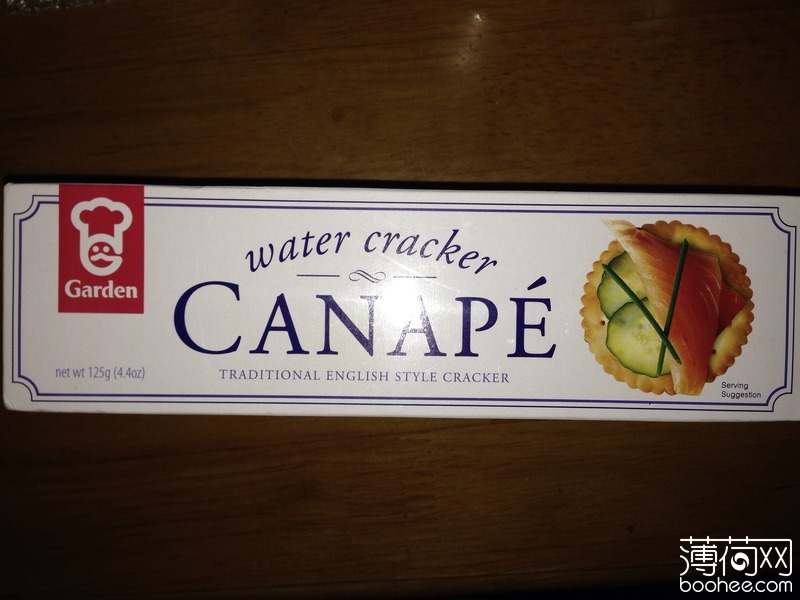 Garden
water cracker
CANAPÉ
TRADITIONAL ENGLISH STYLE CRACKER
net wt 125g (4.4oz)
Serving
Suggestion
薄荷网
boohee.com